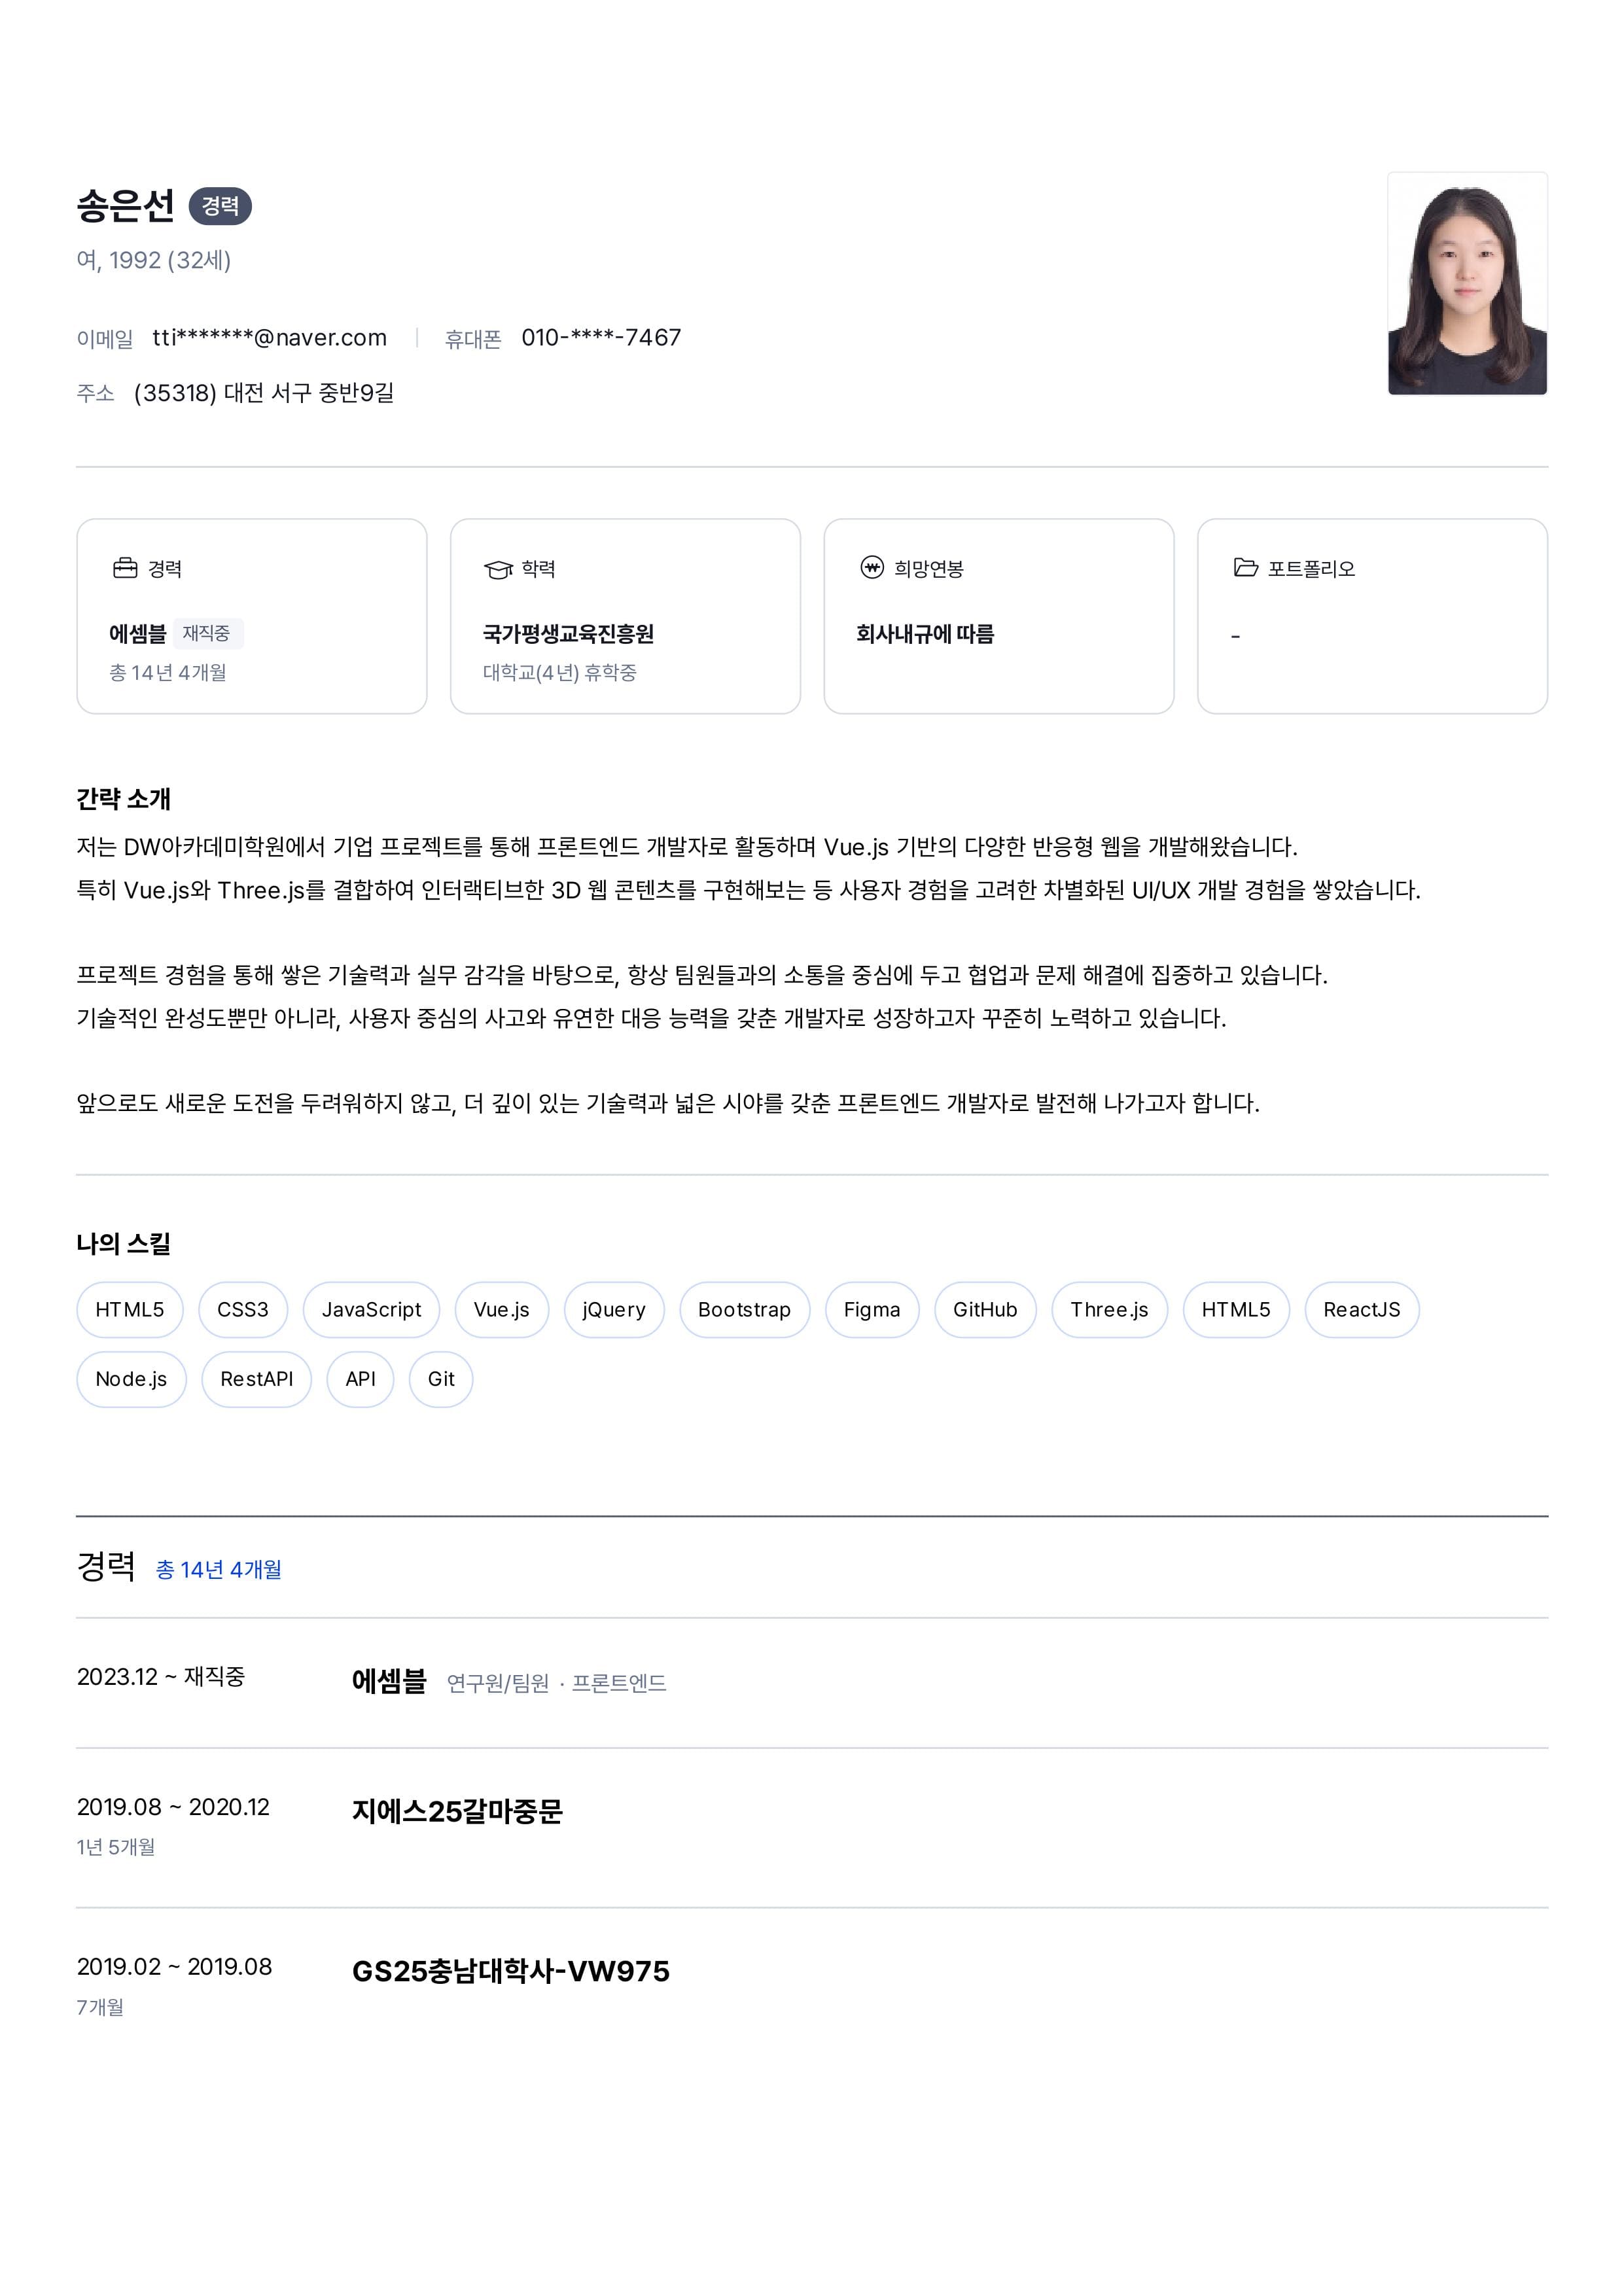 송은선 경력
여, 1992 (32세)
이메일 tti*******@naver.com 휴대폰 010-****-7467
주소 (35318) 대전 서구 중반9길
경력
에셈블 재직중
총 14년 4개월
학력
국가평생교육진흥원
대학교(4년) 휴학중
희망연봉
회사내규에 따름
포트폴리오
-
간략 소개
저는 DW아카데미학원에서 기업 프로젝트를 통해 프론트엔드 개발자로 활동하며 Vue.js 기반의 다양한 반응형 웹을 개발해왔습니다.
특히 Vue.js와 Three.js를 결합하여 인터랙티브한 3D 웹 콘텐츠를 구현해보는 등 사용자 경험을 고려한 차별화된 UI/UX 개발 경험을 쌓았습니다.
프로젝트 경험을 통해 쌓은 기술력과 실무 감각을 바탕으로, 항상 팀원들과의 소통을 중심에 두고 협업과 문제 해결에 집중하고 있습니다.
기술적인 완성도뿐만 아니라, 사용자 중심의 사고와 유연한 대응 능력을 갖춘 개발자로 성장하고자 꾸준히 노력하고 있습니다.
앞으로도 새로운 도전을 두려워하지 않고, 더 깊이 있는 기술력과 넓은 시야를 갖춘 프론트엔드 개발자로 발전해 나가고자 합니다.
나의 스킬
HTML5 CSS3 JavaScript Vue.js jQuery Bootstrap Figma GitHub Three.js HTML5 ReactJS
Node.js RestAPI API Git
경력 총 14년 4개월
2023.12 ~ 재직중 에셈블 연구원/팀원 · 프론트엔드
2019.08 ~ 2020.12 지에스25갈마중문
1년 5개월
2019.02 ~ 2019.08 GS25충남대학사-VW975
7개월